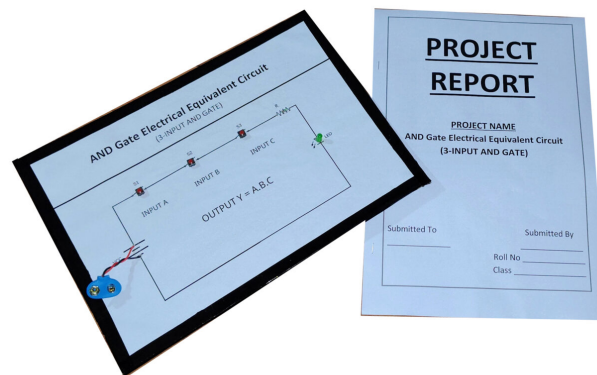 AND Gate Electrical Equivalent Circuit
(3-INPUT AND GATE)
S1
S2
S3
R
LED
INPUT A
INPUT B
INPUT C
OUTPUT Y = A.B.C
PROJECT
REPORT
PROJECT NAME
AND Gate Electrical Equivalent Circuit
(3-INPUT AND GATE)
Submitted To
Submitted By
Roll No
Class